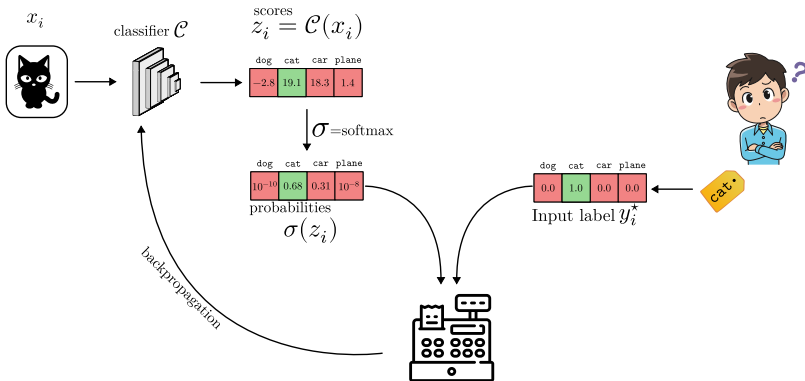 x_i
classifier 𝒞
scores
z_i = 𝒞(x_i)
dog cat car plane
−2.8 19.1 18.3 1.4
σ=softmax
dog cat car plane
10⁻¹⁰ 0.68 0.31 10⁻⁸
probabilities
σ(z_i)
dog cat car plane
0.0 1.0 0.0 0.0
Input label y_i^⋆
cat.
?
backpropagation